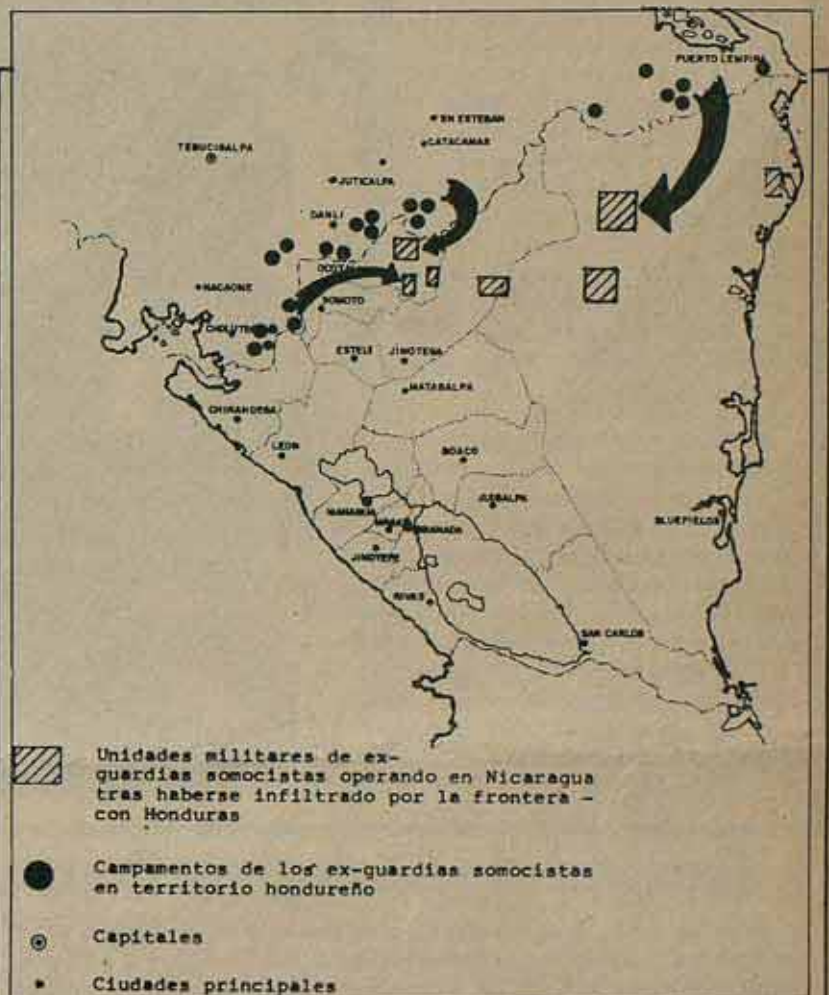 PUERTO LEMPIRA
SN ESTEBAN
CATACAMAS
TEGUCIGALPA
JUTICALPA
DANLI
OCOTAL
NACAOME
SOMOTO
CHOLUTECA
ESTELI
JINOTEGA
MATAGALPA
CHINANDEGA
LEON
BOACO
JUIGALPA
MANAGUA
MASAYA
GRANADA
BLUEFIELDS
JINOTEPE
RIVAS
SAN CARLOS
Unidades militares de ex-
guardias somocistas operando en Nicaragua
tras haberse infiltrado por la frontera -
con Honduras
Campamentos de los ex-guardias somocistas
en territorio hondureño
Capitales
Ciudades principales